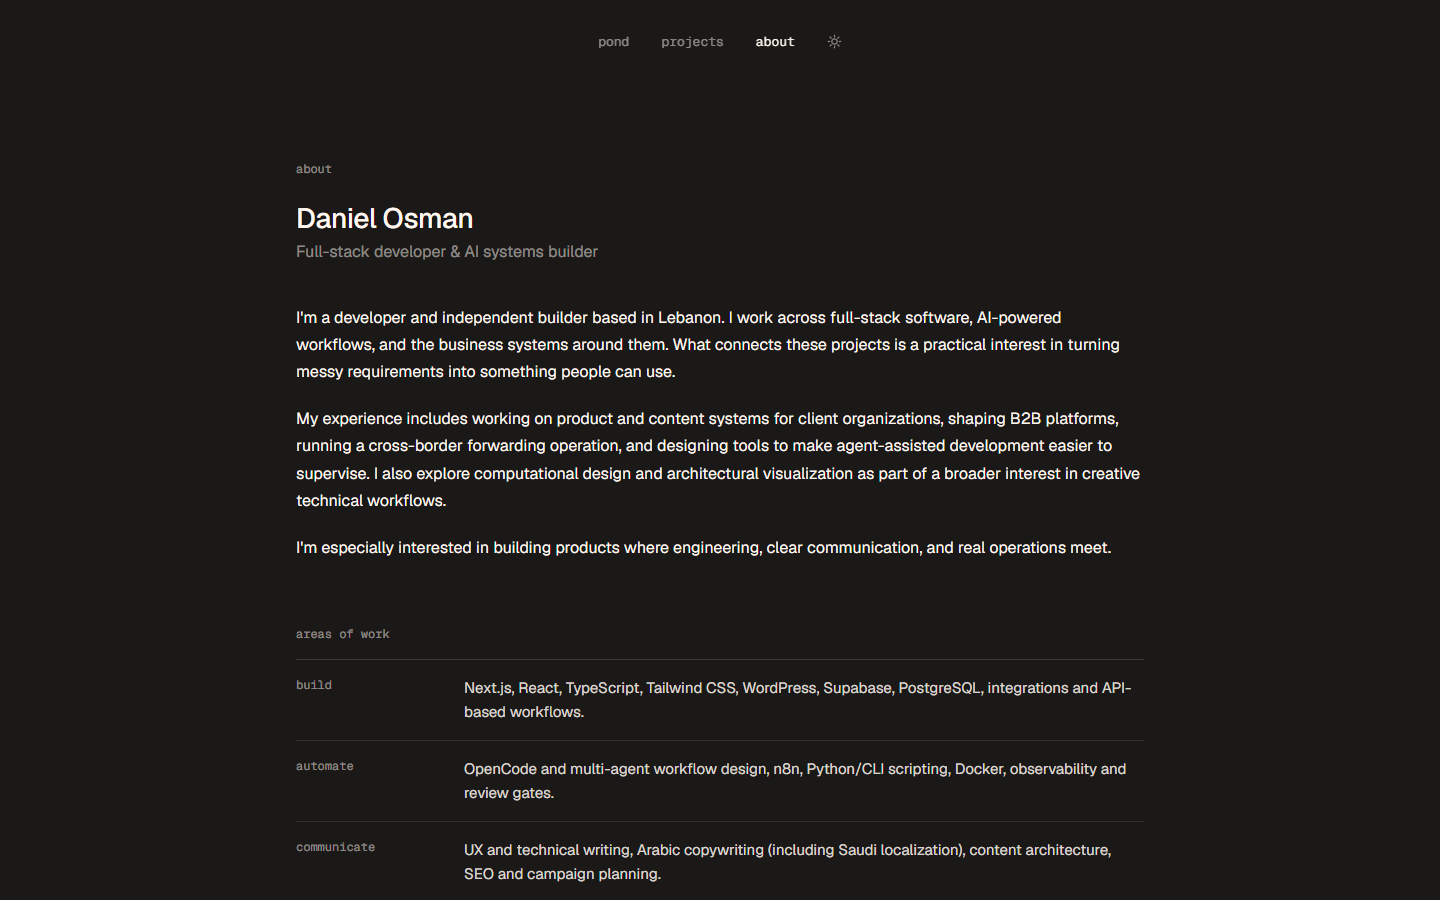 pond projects about
about
Daniel Osman
Full-stack developer & AI systems builder
I'm a developer and independent builder based in Lebanon. I work across full-stack software, AI-powered
workflows, and the business systems around them. What connects these projects is a practical interest in turning
messy requirements into something people can use.
My experience includes working on product and content systems for client organizations, shaping B2B platforms,
running a cross-border forwarding operation, and designing tools to make agent-assisted development easier to
supervise. I also explore computational design and architectural visualization as part of a broader interest in creative
technical workflows.
I'm especially interested in building products where engineering, clear communication, and real operations meet.
areas of work
build
Next.js, React, TypeScript, Tailwind CSS, WordPress, Supabase, PostgreSQL, integrations and API-
based workflows.
automate
OpenCode and multi-agent workflow design, n8n, Python/CLI scripting, Docker, observability and
review gates.
communicate
UX and technical writing, Arabic copywriting (including Saudi localization), content architecture,
SEO and campaign planning.